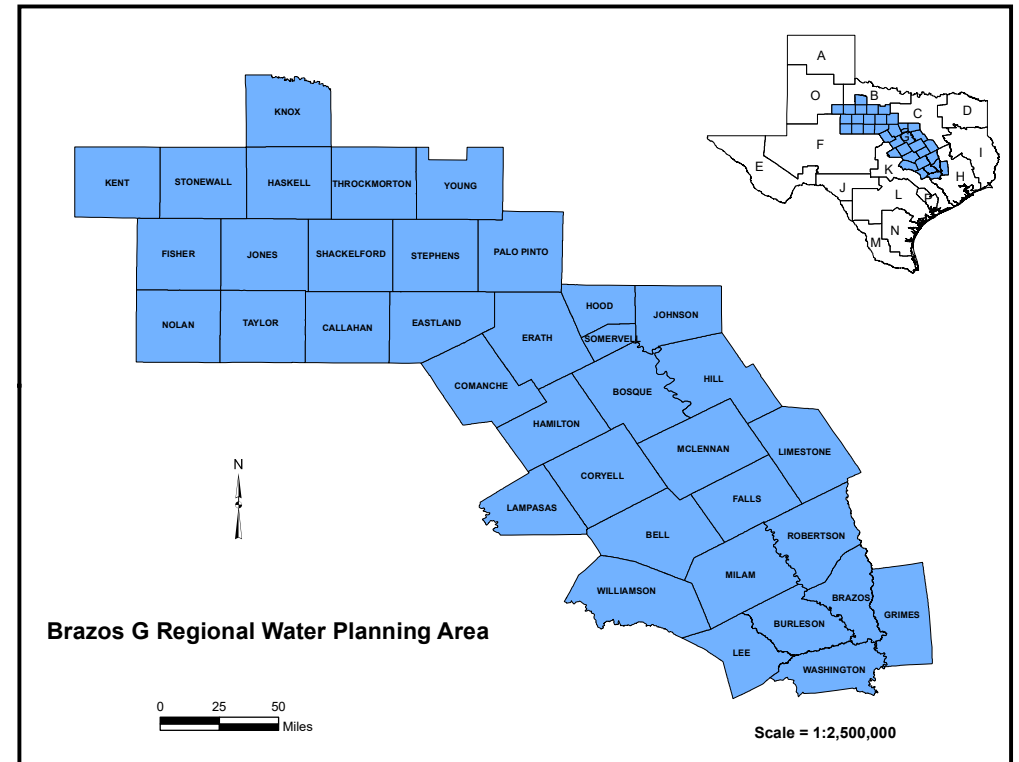 A
B
O
C
D
G
F
I
E
K
H
J
L
P
N
M
KNOX
KENT
STONEWALL
HASKELL
THROCKMORTON
YOUNG
FISHER
JONES
SHACKELFORD
STEPHENS
PALO PINTO
NOLAN
TAYLOR
CALLAHAN
EASTLAND
ERATH
HOOD
JOHNSON
SOMERVELL
COMANCHE
BOSQUE
HILL
HAMILTON
MCLENNAN
LIMESTONE
CORYELL
FALLS
LAMPASAS
BELL
ROBERTSON
MILAM
WILLIAMSON
BRAZOS
GRIMES
BURLESON
LEE
WASHINGTON
N
Brazos G Regional Water Planning Area
0 25 50
Miles
Scale = 1:2,500,000